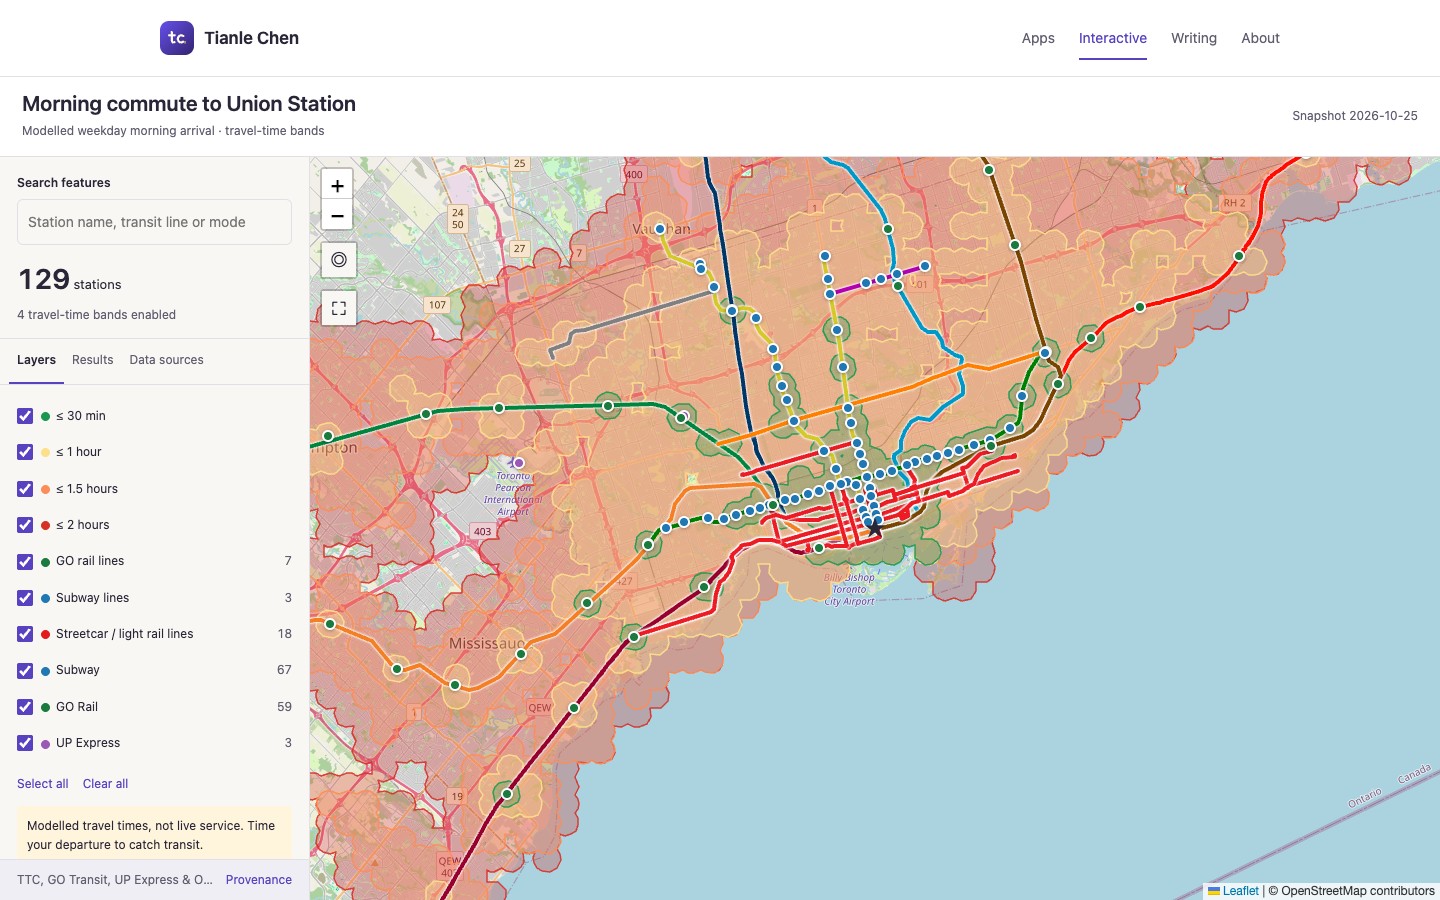 tc
Tianle Chen
Apps
Interactive
Writing
About
Morning commute to Union Station
Modelled weekday morning arrival · travel-time bands
Snapshot 2026-10-25
Search features
Station name, transit line or mode
129 stations
4 travel-time bands enabled
Layers
Results
Data sources
≤ 30 min
≤ 1 hour
≤ 1.5 hours
≤ 2 hours
GO rail lines 7
Subway lines 3
Streetcar / light rail lines 18
Subway 67
GO Rail 59
UP Express 3
Select all
Clear all
Modelled travel times, not live service. Time
your departure to catch transit.
TTC, GO Transit, UP Express & O…
Provenance
+
−
25
400
24
50
27
7
107
1
RH 2
Toronto
Pearson
International
Airport
403
QEW
19
QEW
Billy Bishop
Toronto
City Airport
Ontario
Canada
Leaflet | © OpenStreetMap contributors